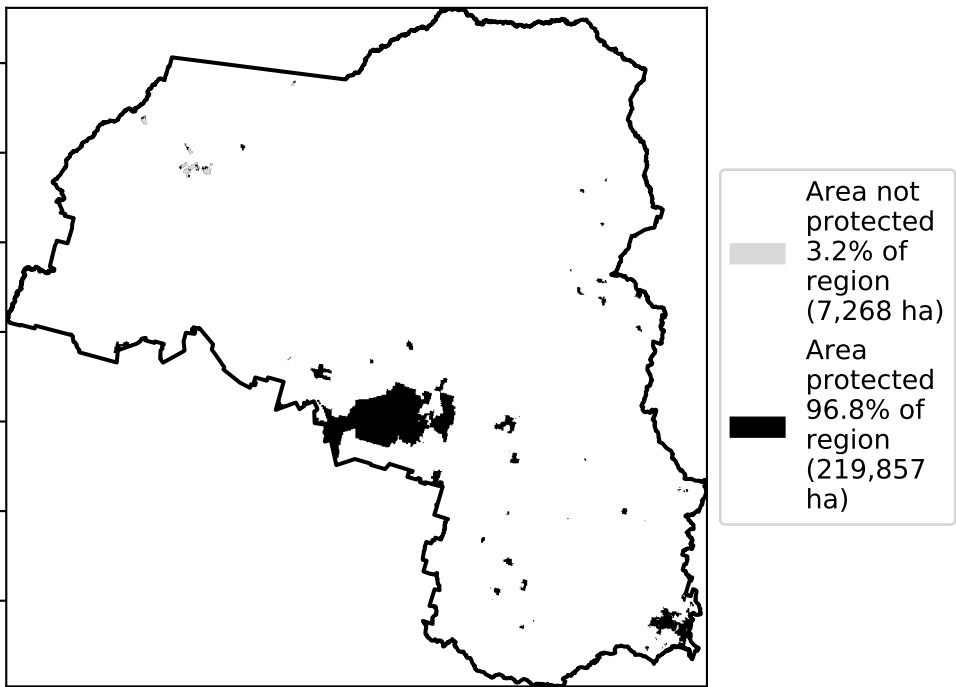 Area not
protected
3.2% of
region
(7,268 ha)
Area
protected
96.8% of
region
(219,857
ha)